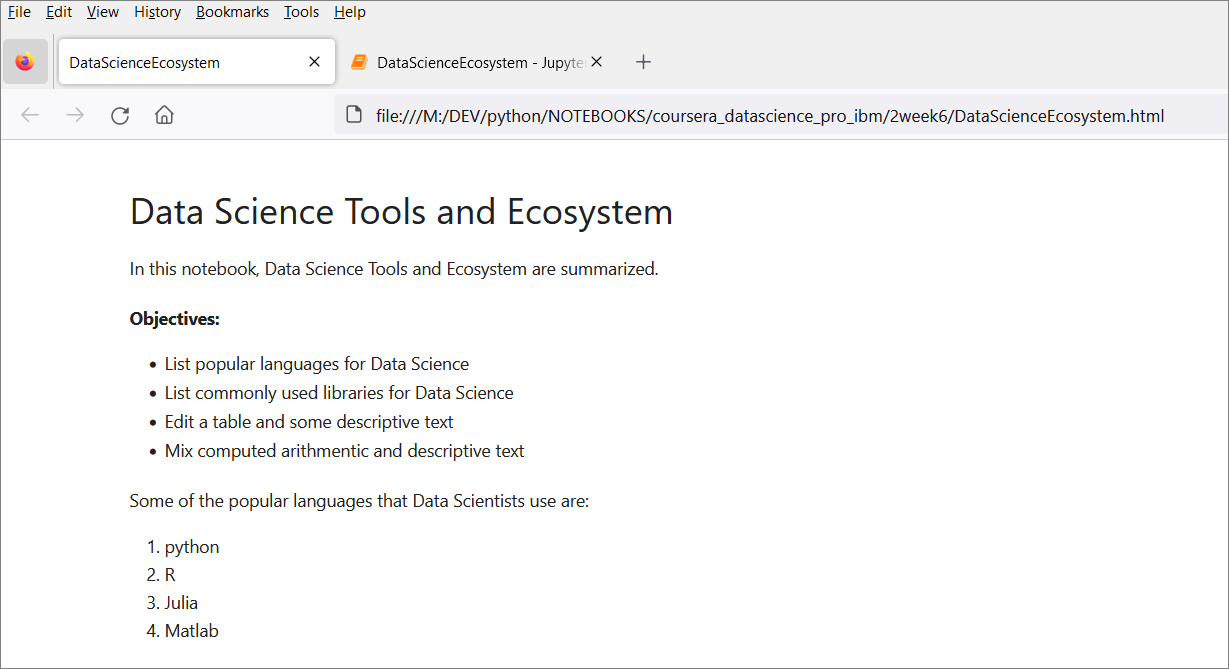 File Edit View History Bookmarks Tools Help
DataScienceEcosystem DataScienceEcosystem - Jupyte
file:///M:/DEV/python/NOTEBOOKS/coursera_datascience_pro_ibm/2week6/DataScienceEcosystem.html
Data Science Tools and Ecosystem
In this notebook, Data Science Tools and Ecosystem are summarized.
Objectives:
• List popular languages for Data Science
• List commonly used libraries for Data Science
• Edit a table and some descriptive text
• Mix computed arithmentic and descriptive text
Some of the popular languages that Data Scientists use are:
1. python
2. R
3. Julia
4. Matlab